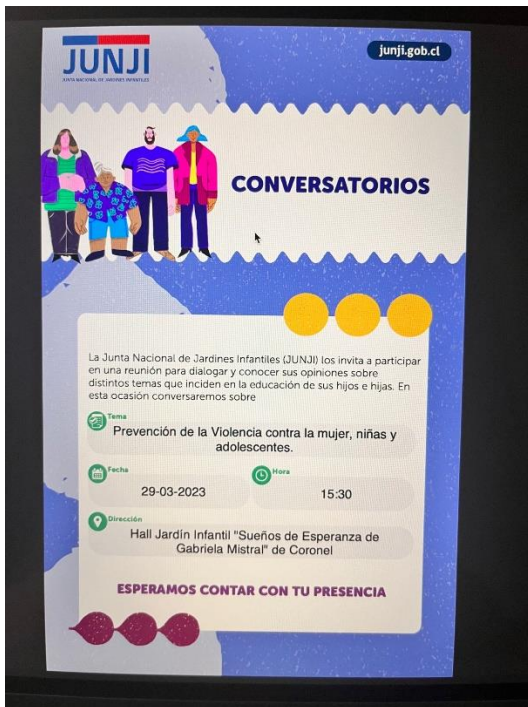 JUNJI
JUNTA NACIONAL DE JARDINES INFANTILES
junji.gob.cl
CONVERSATORIOS
La Junta Nacional de Jardines Infantiles (JUNJI) los invita a participar
en una reunión para dialogar y conocer sus opiniones sobre
distintos temas que inciden en la educación de sus hijos e hijas. En
esta ocasión conversaremos sobre
Tema
Prevención de la Violencia contra la mujer, niñas y
adolescentes.
Fecha
29-03-2023
Hora
15:30
Dirección
Hall Jardín Infantil "Sueños de Esperanza de
Gabriela Mistral" de Coronel
ESPERAMOS CONTAR CON TU PRESENCIA